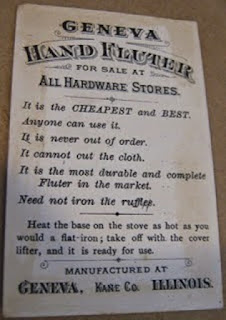 GENEVA
HAND FLUTER
FOR SALE AT
ALL HARDWARE STORES.
It is the CHEAPEST and BEST.
Anyone can use it.
It is never out of order.
It cannot out the cloth.
It is the most durable and complete
Fluter in the market.
Need not iron the ruffles.
Heat the base on the stove as hot as you
would a flat-iron; take off with the cover
lifter, and it is ready for use.
MANUFACTURED AT
GENEVA, KANE CO. ILLINOIS.